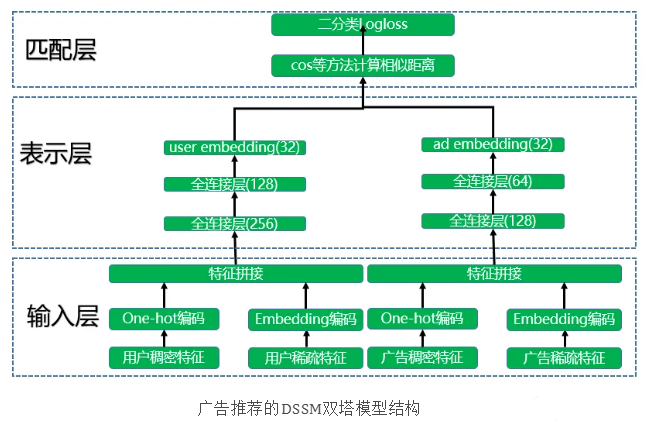 匹配层
二分类Logloss
cos等方法计算相似距离
表示层
user embedding(32)
ad embedding(32)
全连接层(128)
全连接层(64)
全连接层(256)
全连接层(128)
输入层
特征拼接
特征拼接
One-hot编码
Embedding编码
One-hot编码
Embedding编码
用户稠密特征
用户稀疏特征
广告稠密特征
广告稀疏特征
广告推荐的DSSM双塔模型结构